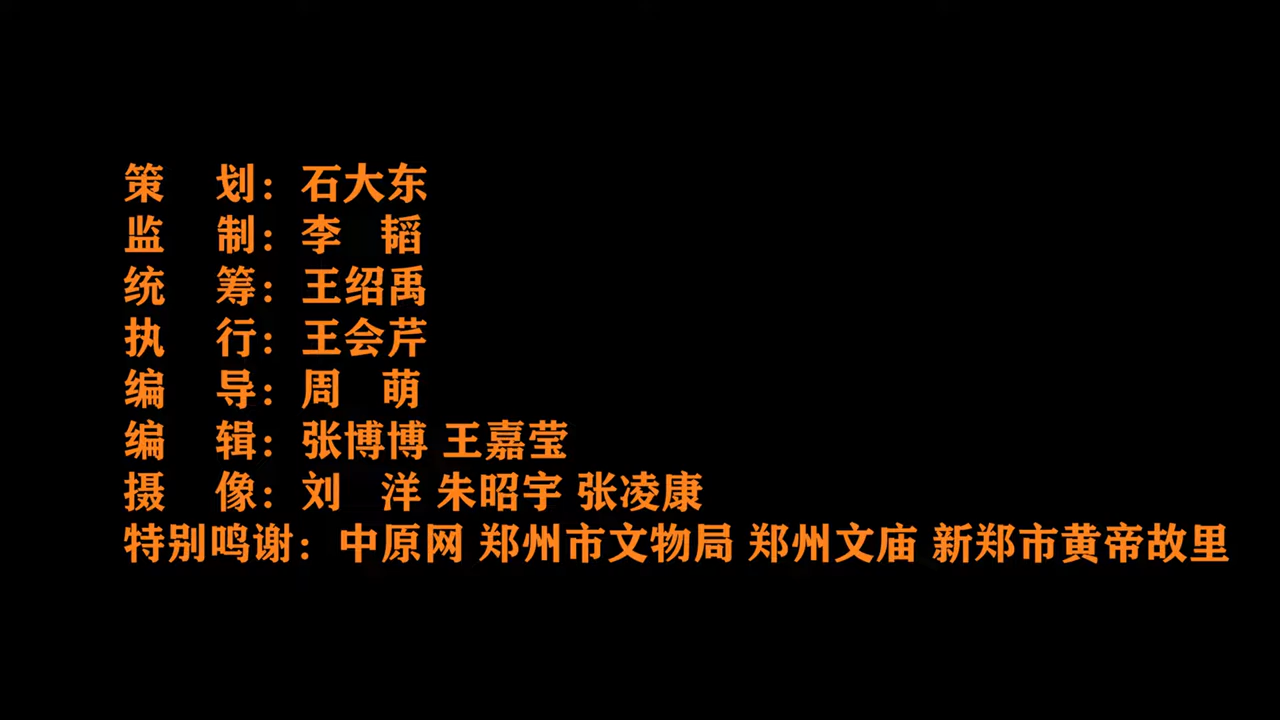 策 划：石大东
监 制：李 韬
统 筹：王绍禹
执 行：王会芹
编 导：周 萌
编 辑：张博博 王嘉莹
摄 像：刘 洋 朱昭宇 张凌康
特别鸣谢：中原网 郑州市文物局 郑州文庙 新郑市黄帝故里